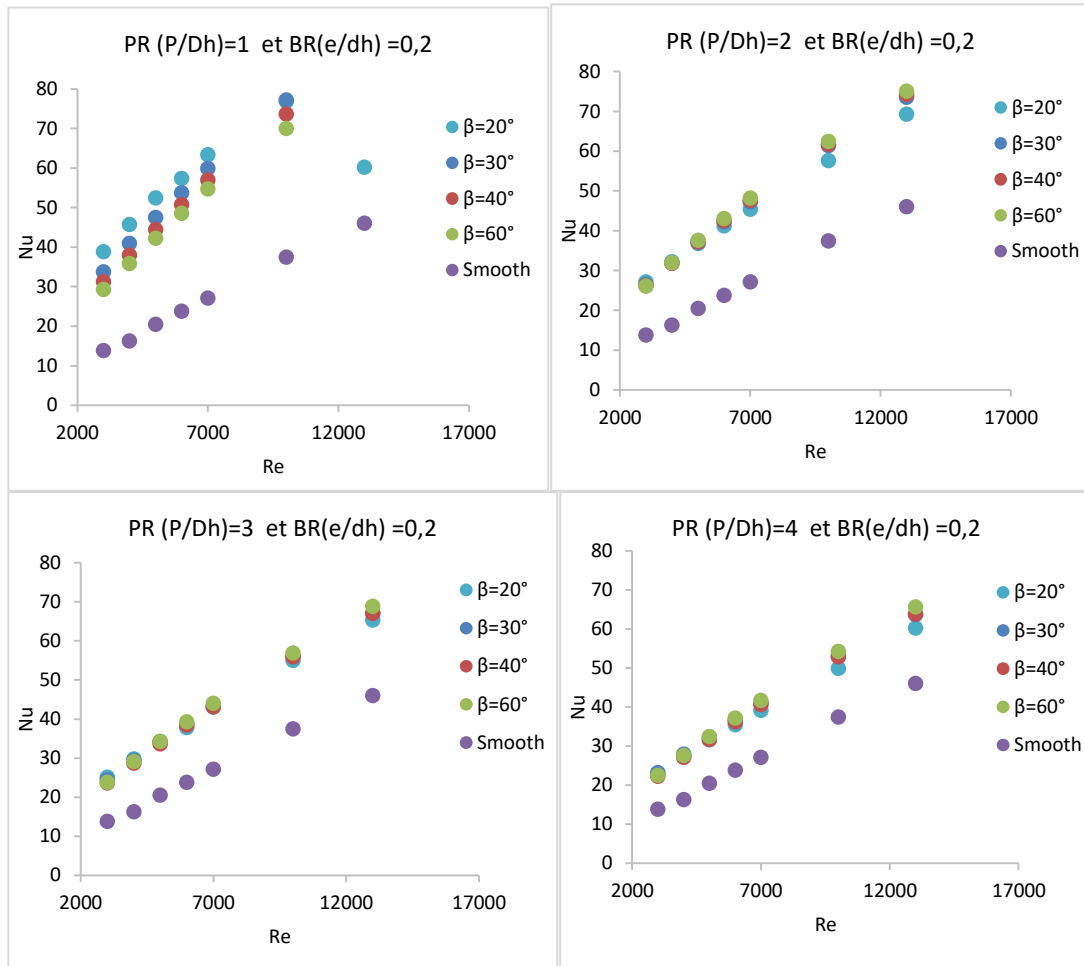 PR (P/Dh)=1 et BR(e/dh) =0,2
80
70
60
50
40
30
20
10
0
Nu
2000 7000 12000 17000
Re
β=20°
β=30°
β=40°
β=60°
Smooth
PR (P/Dh)=2 et BR(e/dh) =0,2
80
70
60
50
40
30
20
10
0
Nu
2000 7000 12000 17000
Re
β=20°
β=30°
β=40°
β=60°
Smooth
PR (P/Dh)=3 et BR(e/dh) =0,2
80
70
60
50
40
30
20
10
0
Nu
2000 7000 12000 17000
Re
β=20°
β=30°
β=40°
β=60°
Smooth
PR (P/Dh)=4 et BR(e/dh) =0,2
80
70
60
50
40
30
20
10
0
Nu
2000 7000 12000 17000
Re
β=20°
β=30°
β=40°
β=60°
Smooth